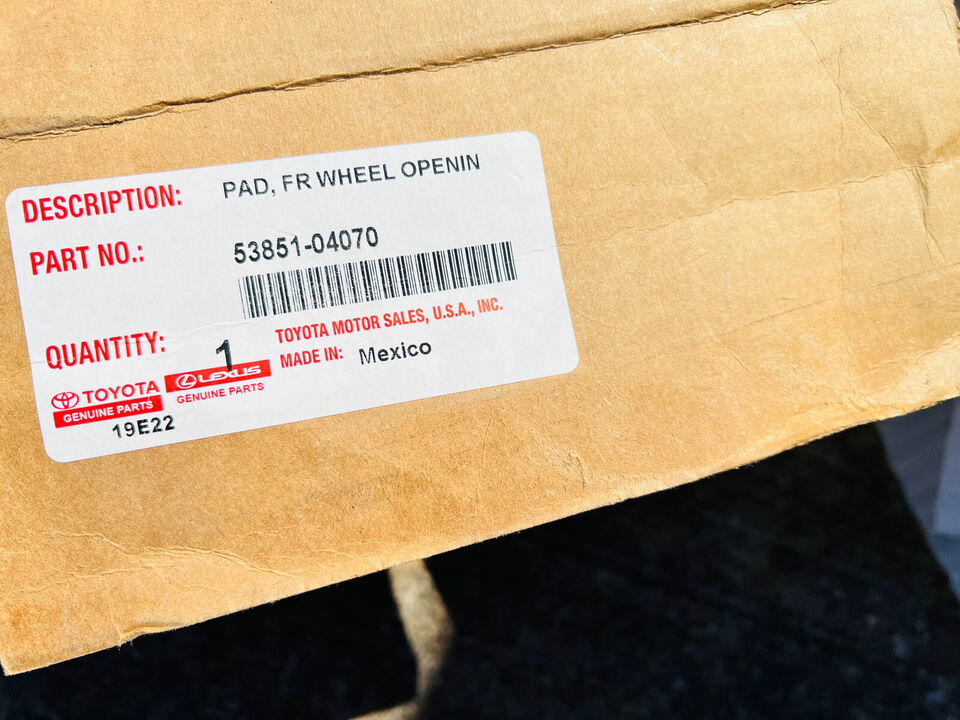 DESCRIPTION: PAD, FR WHEEL OPENIN
PART NO.: 53851-04070
QUANTITY: 1
TOYOTA MOTOR SALES, U.S.A., INC.
MADE IN: Mexico
TOYOTA
GENUINE PARTS
LEXUS
GENUINE PARTS
19E22